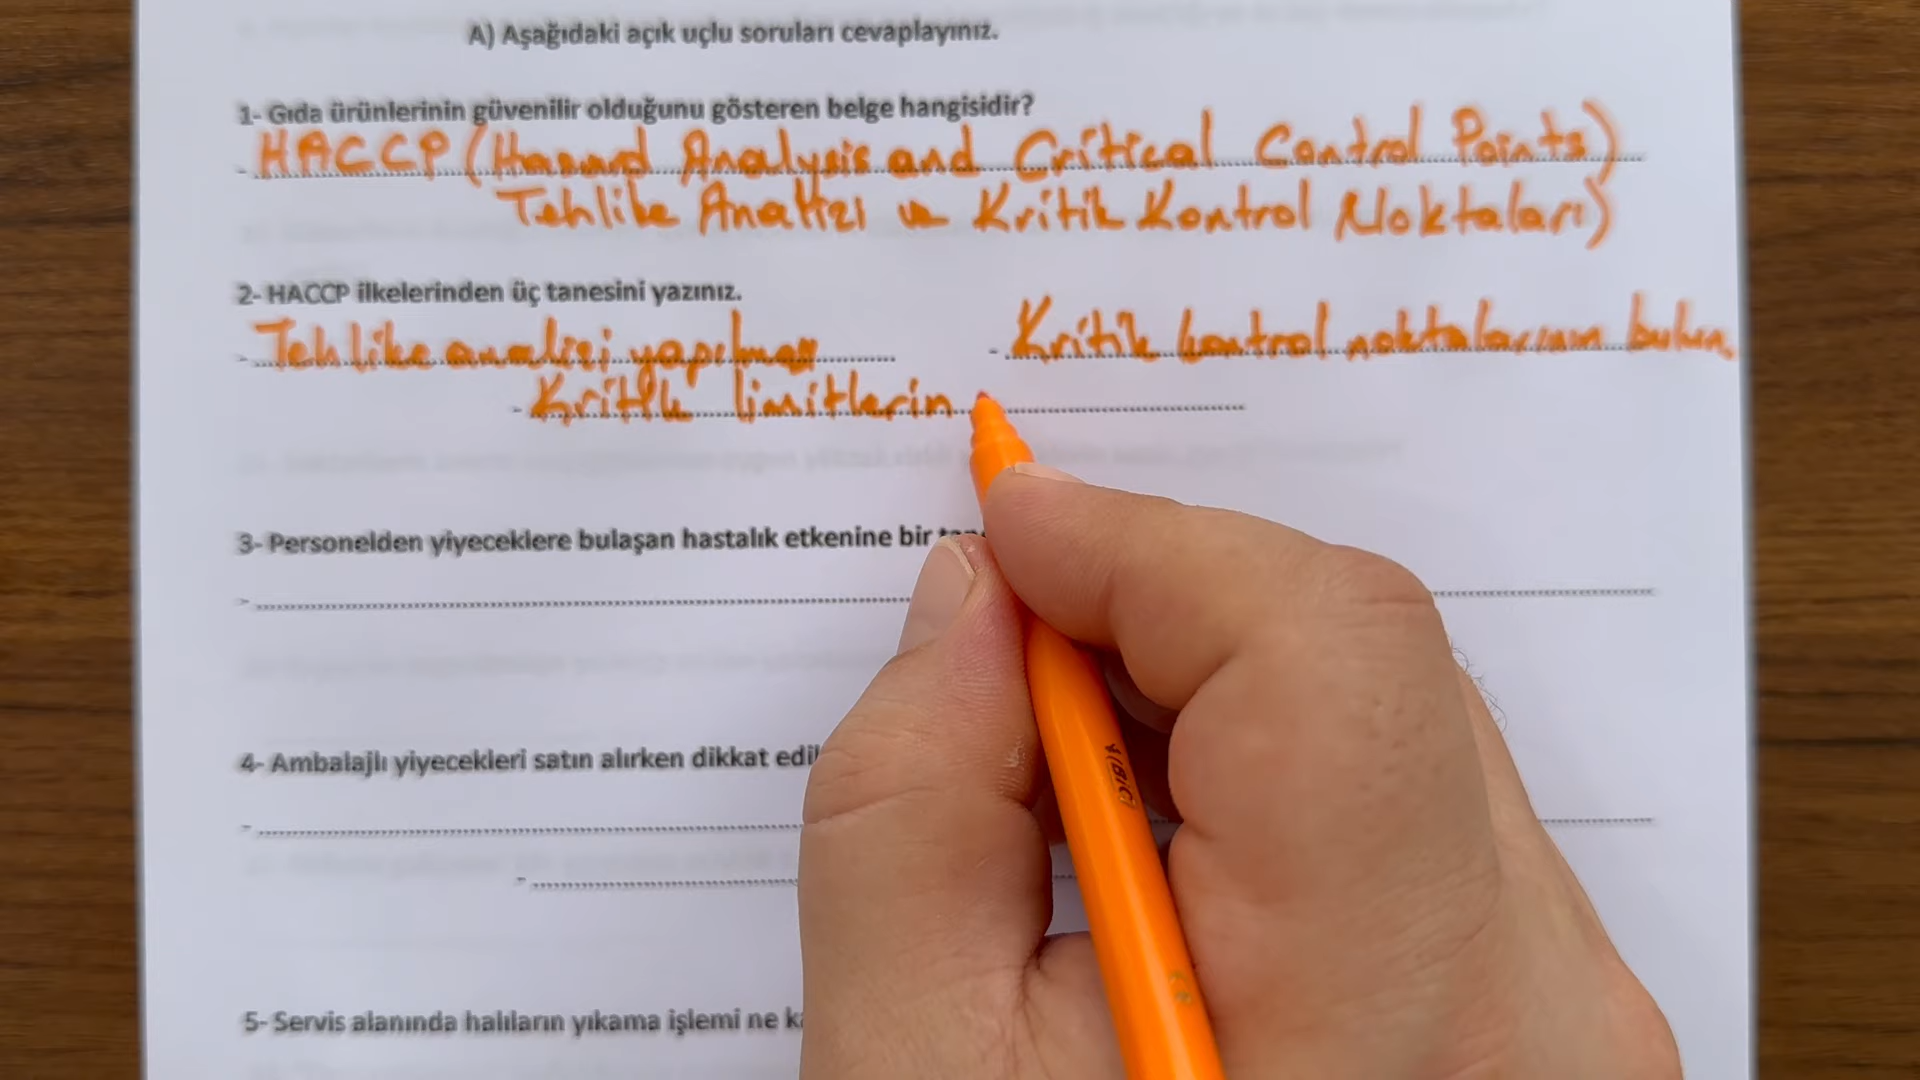 A) Aşağıdaki açık uçlu soruları cevaplayınız.
1- Gıda ürünlerinin güvenilir olduğunu gösteren belge hangisidir?
- HACCP (Hazard Analysis and Critical Control Points)
Tehlike Analizi ve Kritik Kontrol Noktaları)
2- HACCP ilkelerinden üç tanesini yazınız.
- Tehlike analizi yapılması - Kritik kontrol noktalarının bulun.
- Kritik limitlerin
3- Personelden yiyeceklere bulaşan hastalık etkenine bir
4- Ambalajlı yiyecekleri satın alırken dikkat edil
5- Servis alanında halıların yıkama işlemi ne
BIC